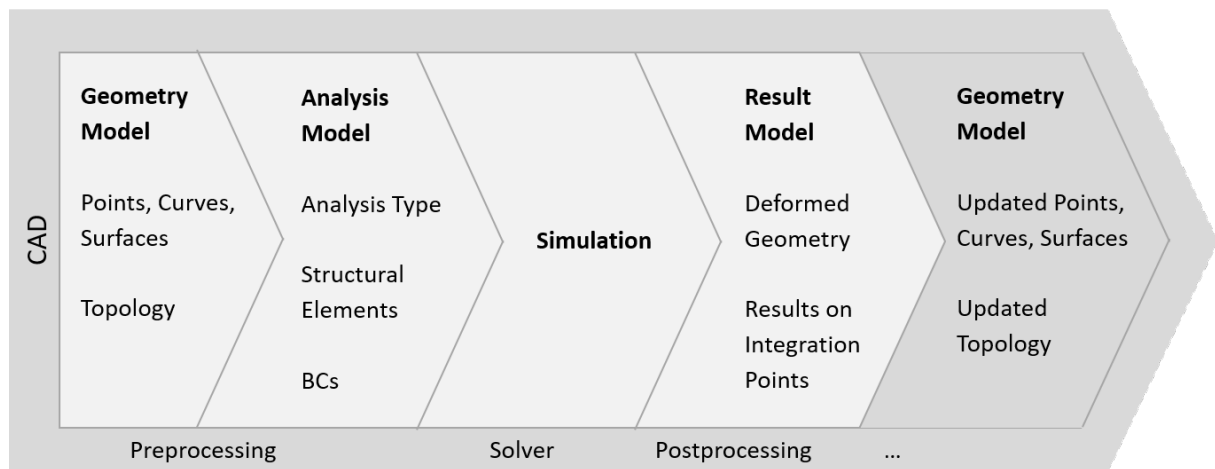 CAD
Geometry
Model
Points, Curves,
Surfaces
Topology
Analysis
Model
Analysis Type
Structural
Elements
BCs
Simulation
Result
Model
Deformed
Geometry
Results on
Integration
Points
Geometry
Model
Updated Points,
Curves, Surfaces
Updated
Topology
Preprocessing
Solver
Postprocessing
...